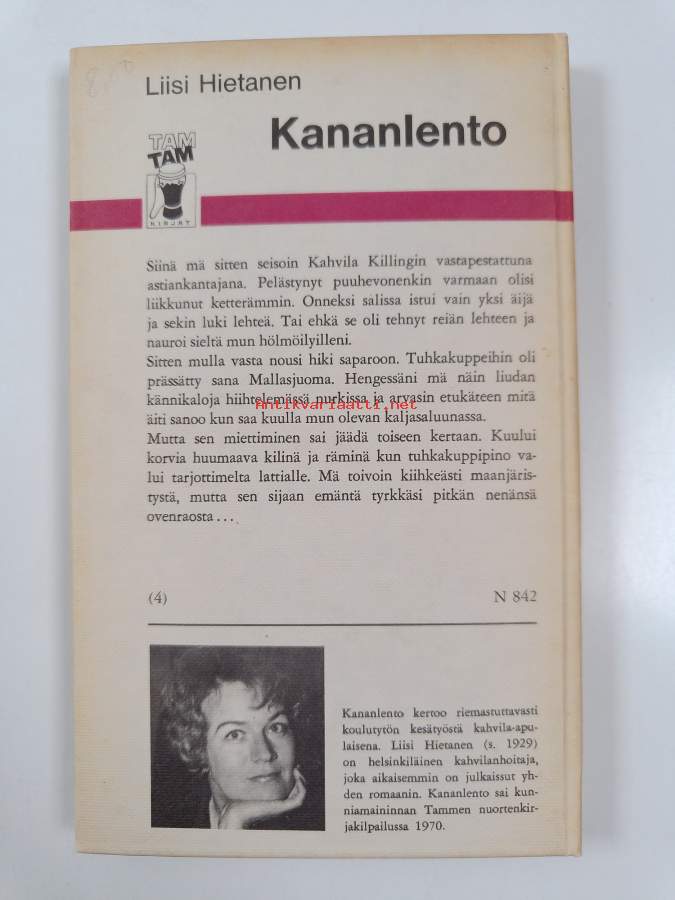 Liisi Hietanen
Kananlento
TAM
TAM
KIRJAT
Siinä mä sitten seisoin Kahvila Killingin vastapestattuna
astiankantajana. Pelästynyt puuhevonenkin varmaan olisi
liikkunut ketterämmin. Onneksi salissa istui vain yksi äijä
ja sekin luki lehteä. Tai ehkä se oli tehnyt reiän lehteen ja
nauroi sieltä mun hölmöilyilleni.
Sitten mulla vasta nousi hiki saparoon. Tuhkakuppeihin oli
prässätty sana Mallasjuoma. Hengessäni mä näin liudan
kännikaloja hiihtelemässä nurkissa ja arvasin etukäteen mitä
Antikvariaatti.net
äiti sanoo kun saa kuulla mun olevan kaljasaluunassa.
Mutta sen miettiminen sai jäädä toiseen kertaan. Kuului
korvia huumaava kilinä ja räminä kun tuhkakuppipino va-
lui tarjottimelta lattialle. Mä toivoin kiihkeästi maanjäris-
tystä, mutta sen sijaan emäntä tyrkkäsi pitkän nenänsä
ovenraosta...
(4) N 842
Kananlento kertoo riemastuttavasti
koulutytön kesätyöstä kahvila-apu-
laisena. Liisi Hietanen (s. 1929)
on helsinkiläinen kahvilanhoitaja,
joka aikaisemmin on julkaissut yh-
den romaanin. Kananlento sai kun-
niamaininnan Tammen nuortenkir-
jakilpailussa 1970.